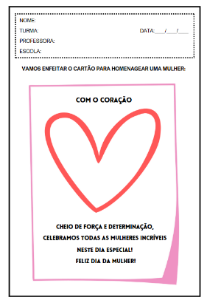 NOME:
TURMA: DATA:___/___/___
PROFESSORA:
ESCOLA:
VAMOS ENFEITAR O CARTÃO PARA HOMENAGEAR UMA MULHER:
COM O CORAÇÃO
CHEIO DE FORÇA E DETERMINAÇÃO,
CELEBRAMOS TODAS AS MULHERES INCRÍVEIS
NESTE DIA ESPECIAL!
FELIZ DIA DA MULHER!